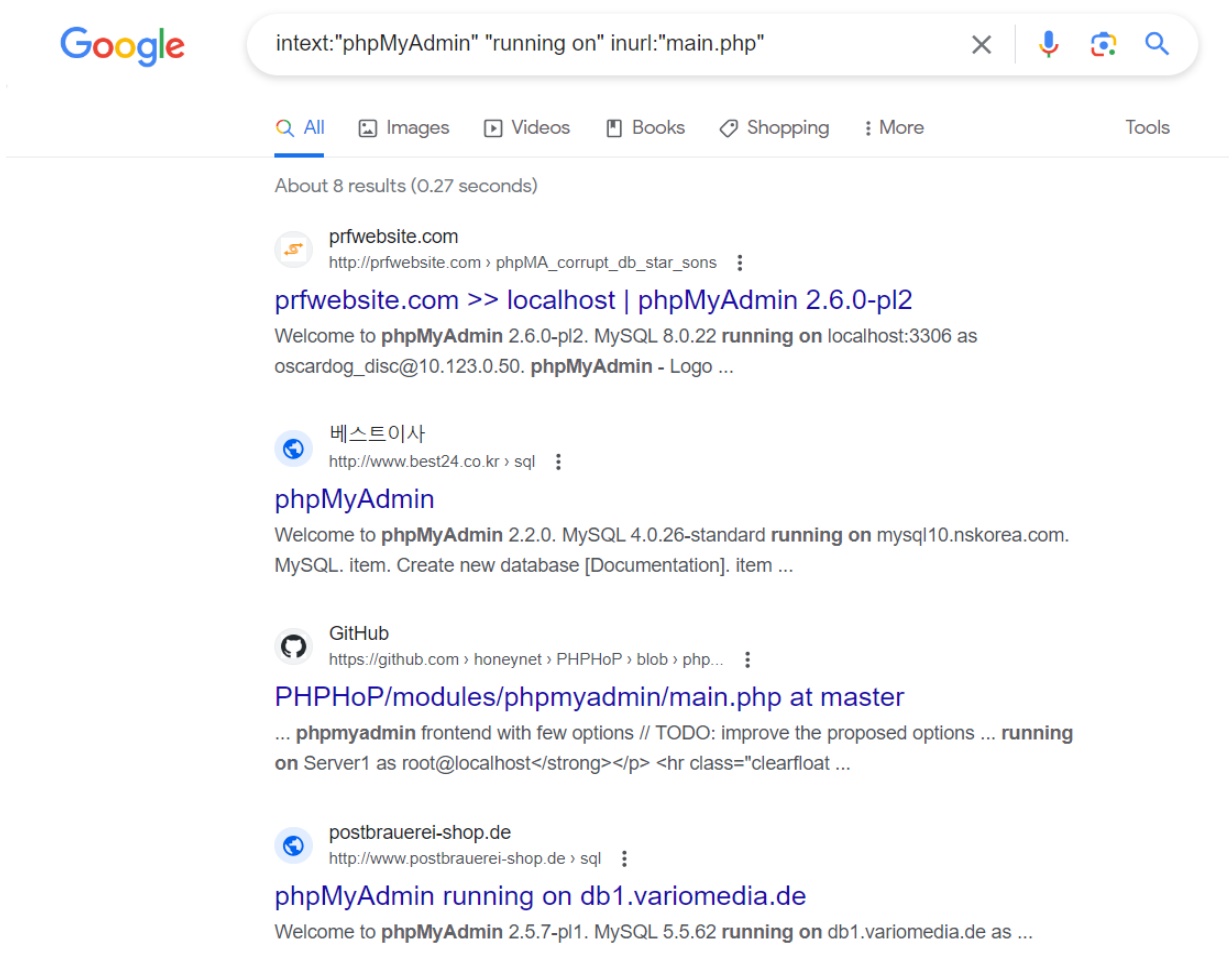 Google
intext:"phpMyAdmin" "running on" inurl:"main.php"
All Images Videos Books Shopping More Tools
About 8 results (0.27 seconds)
prfwebsite.com
http://prfwebsite.com › phpMA_corrupt_db_star_sons
prfwebsite.com >> localhost | phpMyAdmin 2.6.0-pl2
Welcome to phpMyAdmin 2.6.0-pl2. MySQL 8.0.22 running on localhost:3306 as
oscardog_disc@10.123.0.50. phpMyAdmin - Logo ...
베스트이사
http://www.best24.co.kr › sql
phpMyAdmin
Welcome to phpMyAdmin 2.2.0. MySQL 4.0.26-standard running on mysql10.nskorea.com.
MySQL. item. Create new database [Documentation]. item ...
GitHub
https://github.com › honeynet › PHPHoP › blob › php...
PHPHoP/modules/phpmyadmin/main.php at master
... phpmyadmin frontend with few options // TODO: improve the proposed options ... running
on Server1 as root@localhost</strong></p> <hr class="clearfloat ...
postbrauerei-shop.de
http://www.postbrauerei-shop.de › sql
phpMyAdmin running on db1.variomedia.de
Welcome to phpMyAdmin 2.5.7-pl1. MySQL 5.5.62 running on db1.variomedia.de as ...